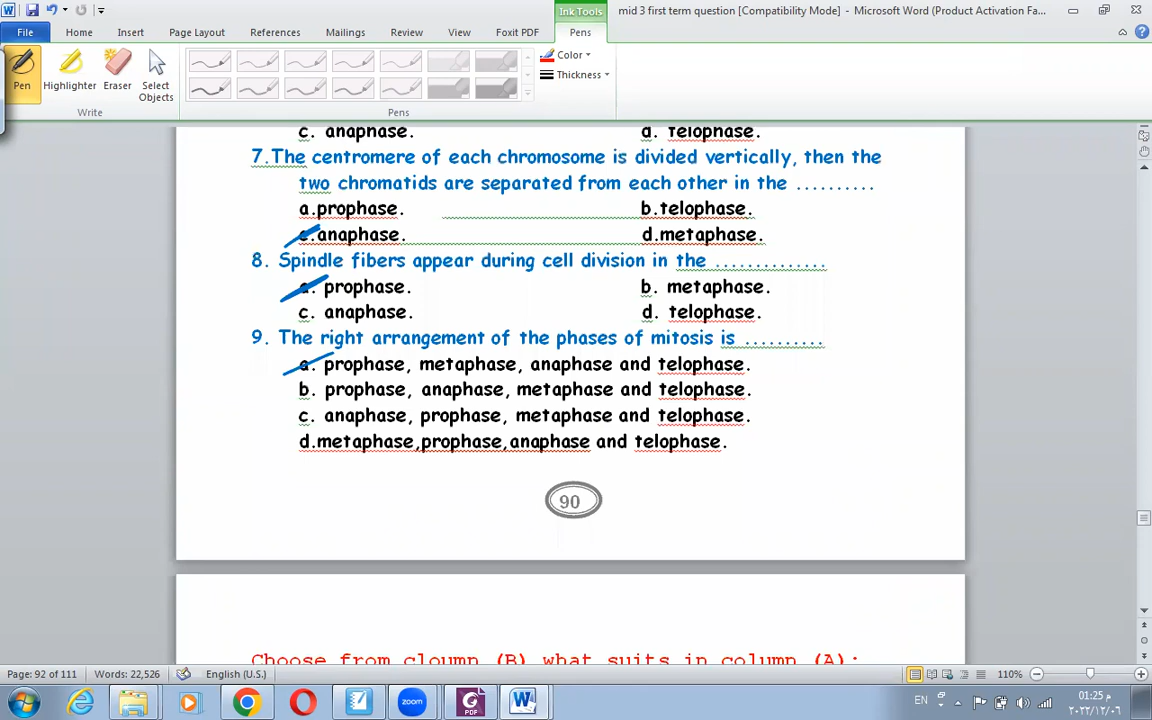 Ink Tools
mid 3 first term question [Compatibility Mode] - Microsoft Word (Product Activation Fa...
File Home Insert Page Layout References Mailings Review View Foxit PDF Pens
Pen Highlighter Eraser Select Objects
Color
Thickness
Write Pens
c. anaphase. d. telophase.
7.The centromere of each chromosome is divided vertically, then the
two chromatids are separated from each other in the ..........
a.prophase. b.telophase.
c.anaphase. d.metaphase.
8. Spindle fibers appear during cell division in the ..............
a. prophase. b. metaphase.
c. anaphase. d. telophase.
9. The right arrangement of the phases of mitosis is ..........
a. prophase, metaphase, anaphase and telophase.
b. prophase, anaphase, metaphase and telophase.
c. anaphase, prophase, metaphase and telophase.
d.metaphase,prophase,anaphase and telophase.
90
Choose from cloumn (B) what suits in column (A):
Page: 92 of 111 Words: 22,526 English (U.S.) 110%
zoom
EN
01:25 م
٢٠٢٢/١٢/٠٦